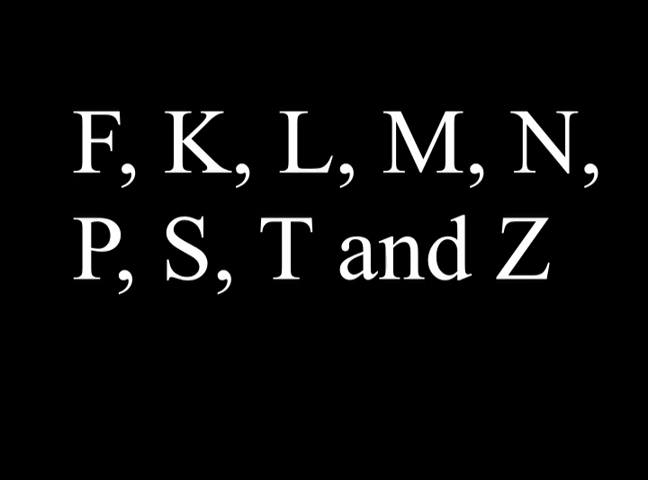 F, K, L, M, N,
P, S, T and Z